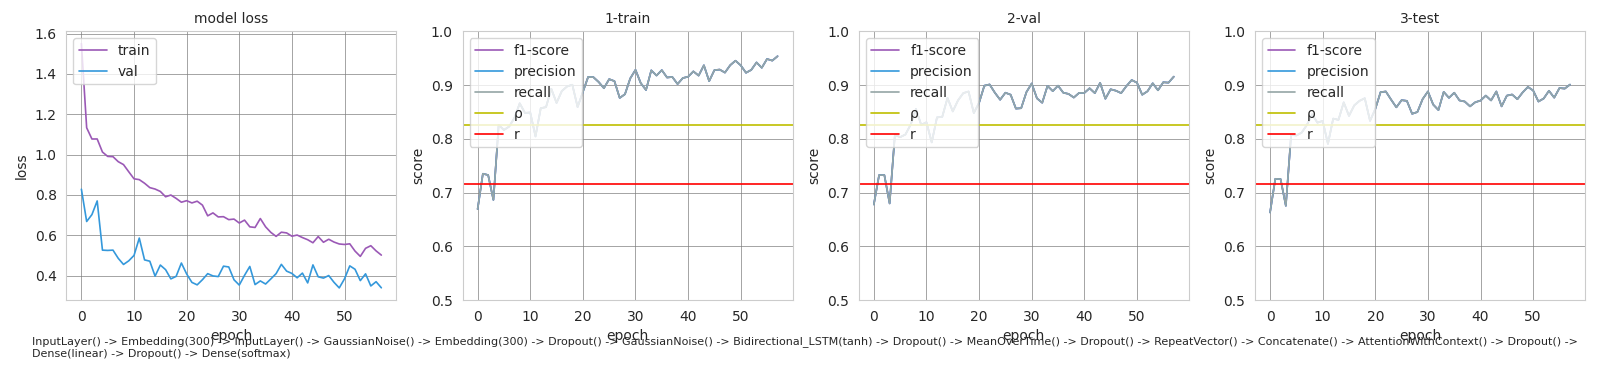 model loss
1-train
2-val
3-test
train
val
f1-score
precision
recall
ρ
r
f1-score
precision
recall
ρ
r
f1-score
precision
recall
ρ
r
loss
score
score
score
1.6
1.4
1.2
1.0
0.8
0.6
0.4
1.0
0.9
0.8
0.7
0.6
0.5
1.0
0.9
0.8
0.7
0.6
0.5
1.0
0.9
0.8
0.7
0.6
0.5
0 10 20 30 40 50
0 10 20 30 40 50
0 10 20 30 40 50
0 10 20 30 40 50
epoch
epoch
epoch
epoch
InputLayer() -> Embedding(300) -> InputLayer() -> GaussianNoise() -> Embedding(300) -> Dropout() -> GaussianNoise() -> Bidirectional_LSTM(tanh) -> Dropout() -> MeanOverTime() -> Dropout() -> RepeatVector() -> Concatenate() -> AttentionWithContext() -> Dropout() ->
Dense(linear) -> Dropout() -> Dense(softmax)